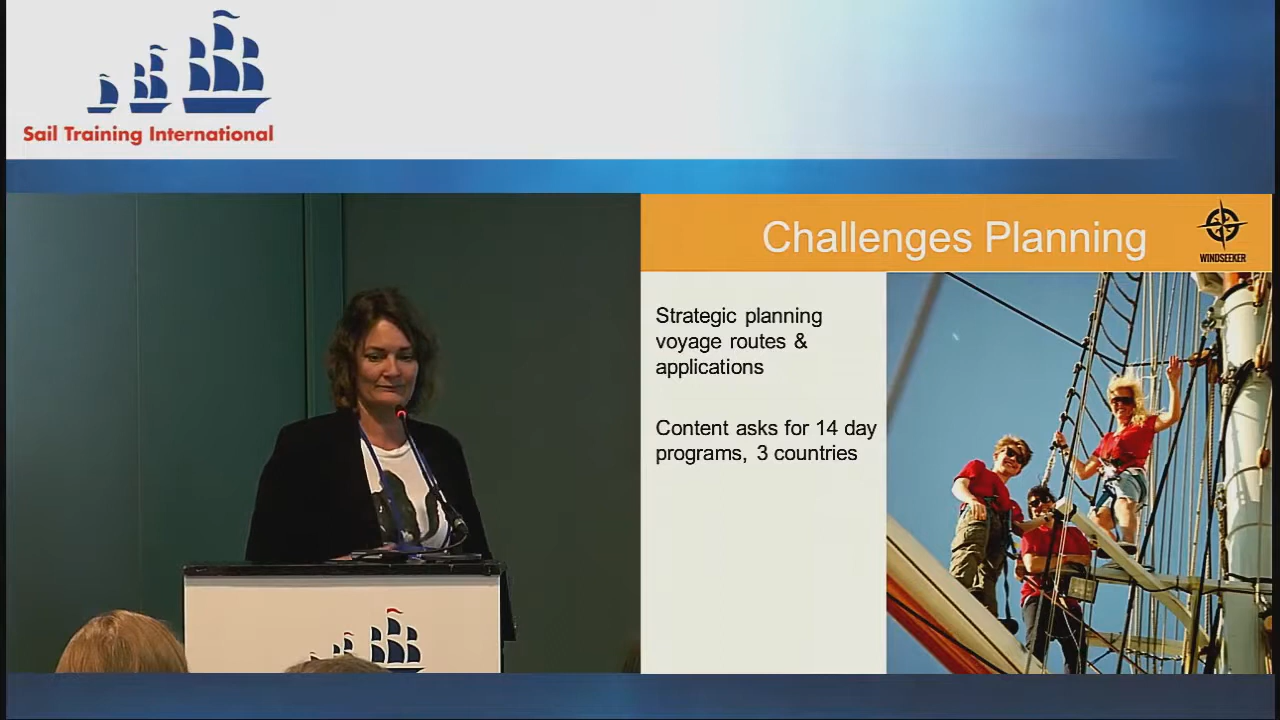 Sail Training International
Challenges Planning
WINDSEEKER
Strategic planning
voyage routes &
applications
Content asks for 14 day
programs, 3 countries